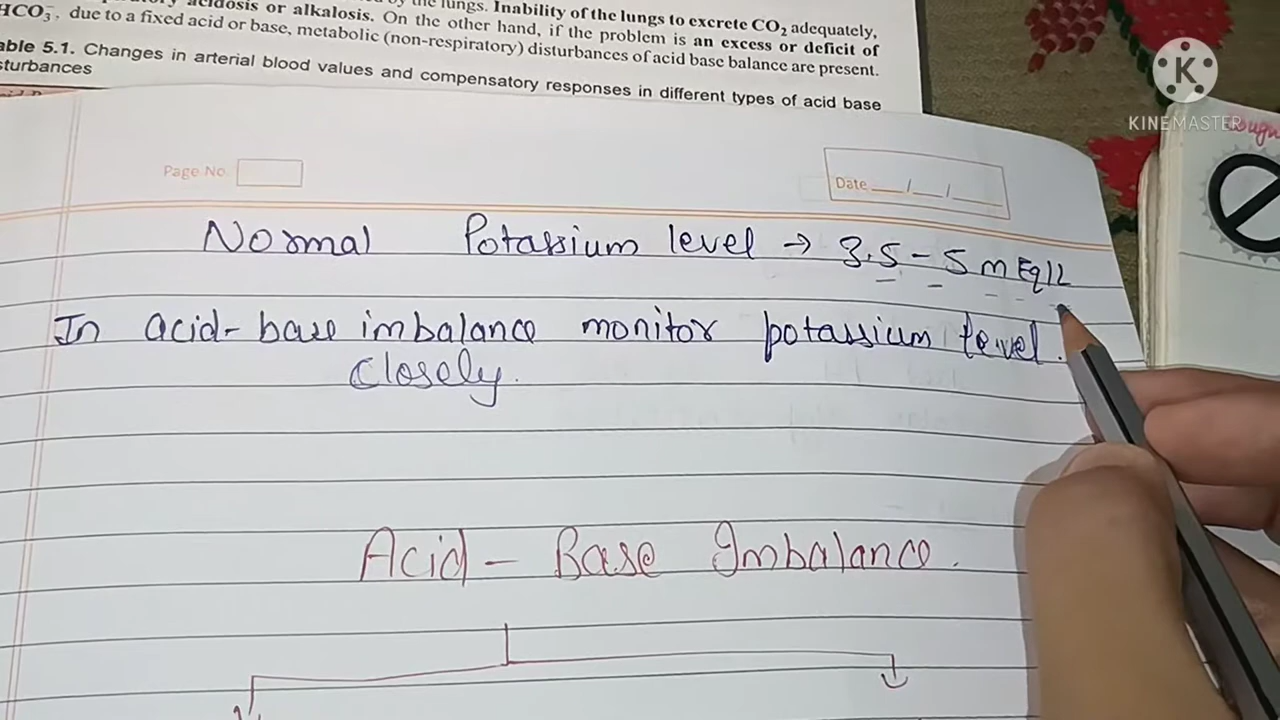 acidosis or alkalosis. On the other hand, if the problem is an excess or deficit of
by the lungs. Inability of the lungs to excrete CO₂ adequately,
HCO₃⁻, due to a fixed acid or base, metabolic (non-respiratory) disturbances of acid base balance are present.
able 5.1. Changes in arterial blood values and compensatory responses in different types of acid base
sturbances
K
KINEMASTER
Page No.
Date __/__/____
Normal Potassium level → 3.5 - 5 mEq/L
In acid-base imbalance monitor potassium level.
closely.
Acid - Base Imbalance.